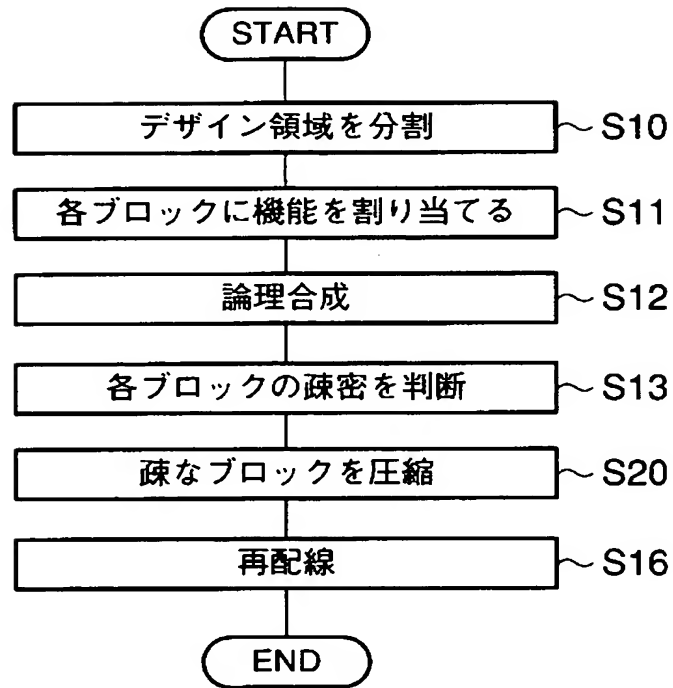 START
デザイン領域を分割 ~ S10
各ブロックに機能を割り当てる ~ S11
論理合成 ~ S12
各ブロックの疎密を判断 ~ S13
疎なブロックを圧縮 ~ S20
再配線 ~ S16
END